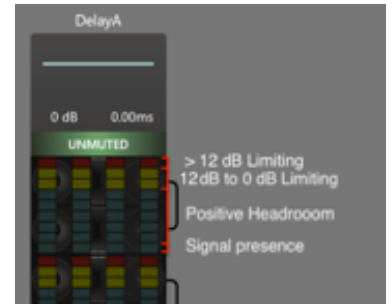 DelayA
0 dB 0.00ms
UNMUTED
> 12 dB Limiting
12dB to 0 dB Limiting
Positive Headrooom
Signal presence